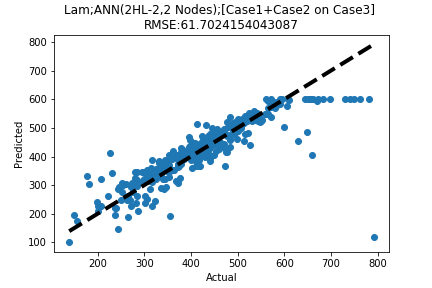 Lam;ANN(2HL-2,2 Nodes);[Case1+Case2 on Case3]
RMSE:61.7024154043087
800
700
600
500
400
300
200
100
Predicted
200 300 400 500 600 700 800
Actual